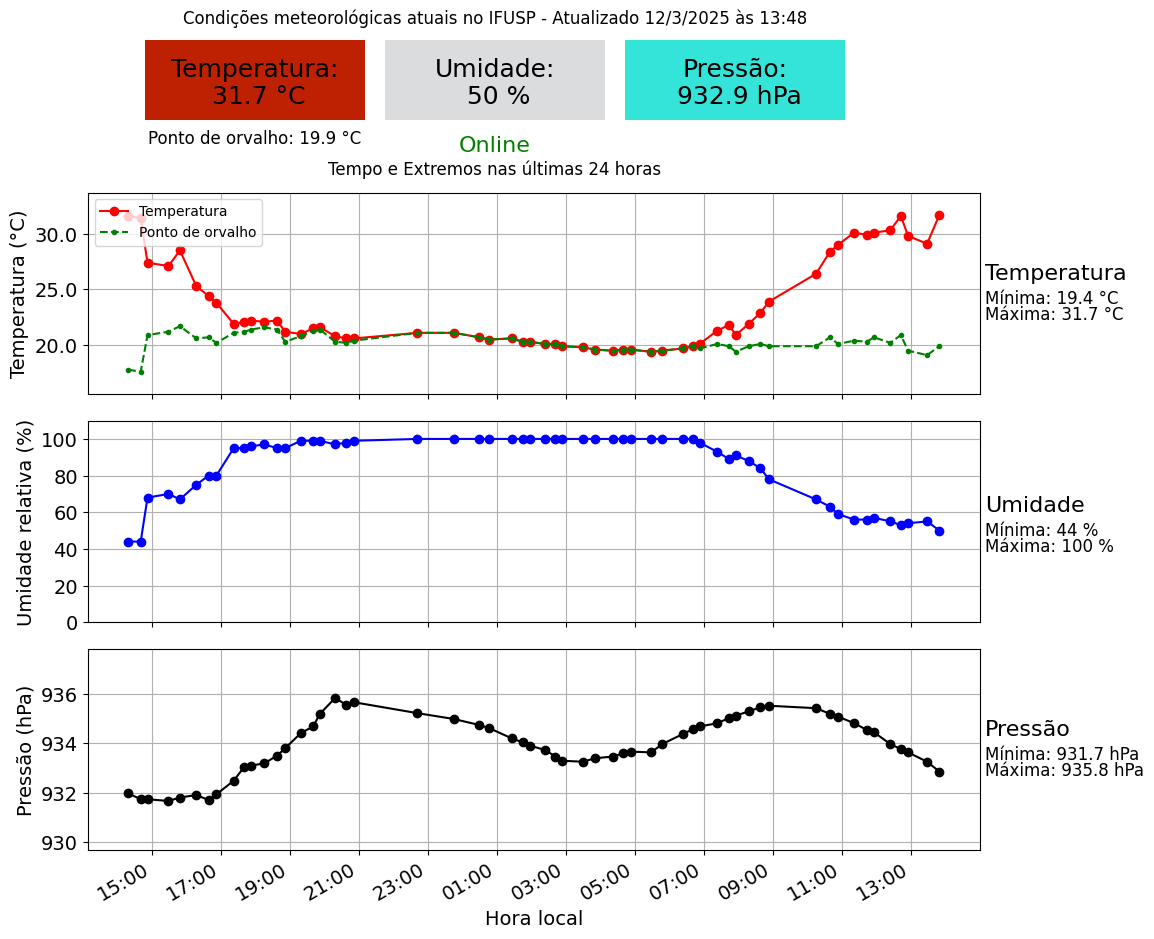 Condições meteorológicas atuais no IFUSP - Atualizado 12/3/2025 às 13:48
Temperatura:
31.7 °C
Umidade:
50 %
Pressão:
932.9 hPa
Ponto de orvalho: 19.9 °C
Online
Tempo e Extremos nas últimas 24 horas
Temperatura (°C)
30.0
25.0
20.0
Temperatura
Ponto de orvalho
Temperatura
Mínima: 19.4 °C
Máxima: 31.7 °C
Umidade relativa (%)
100
80
60
40
20
0
Umidade
Mínima: 44 %
Máxima: 100 %
Pressão (hPa)
936
934
932
930
Pressão
Mínima: 931.7 hPa
Máxima: 935.8 hPa
15:00
17:00
19:00
21:00
23:00
01:00
03:00
05:00
07:00
09:00
11:00
13:00
Hora local